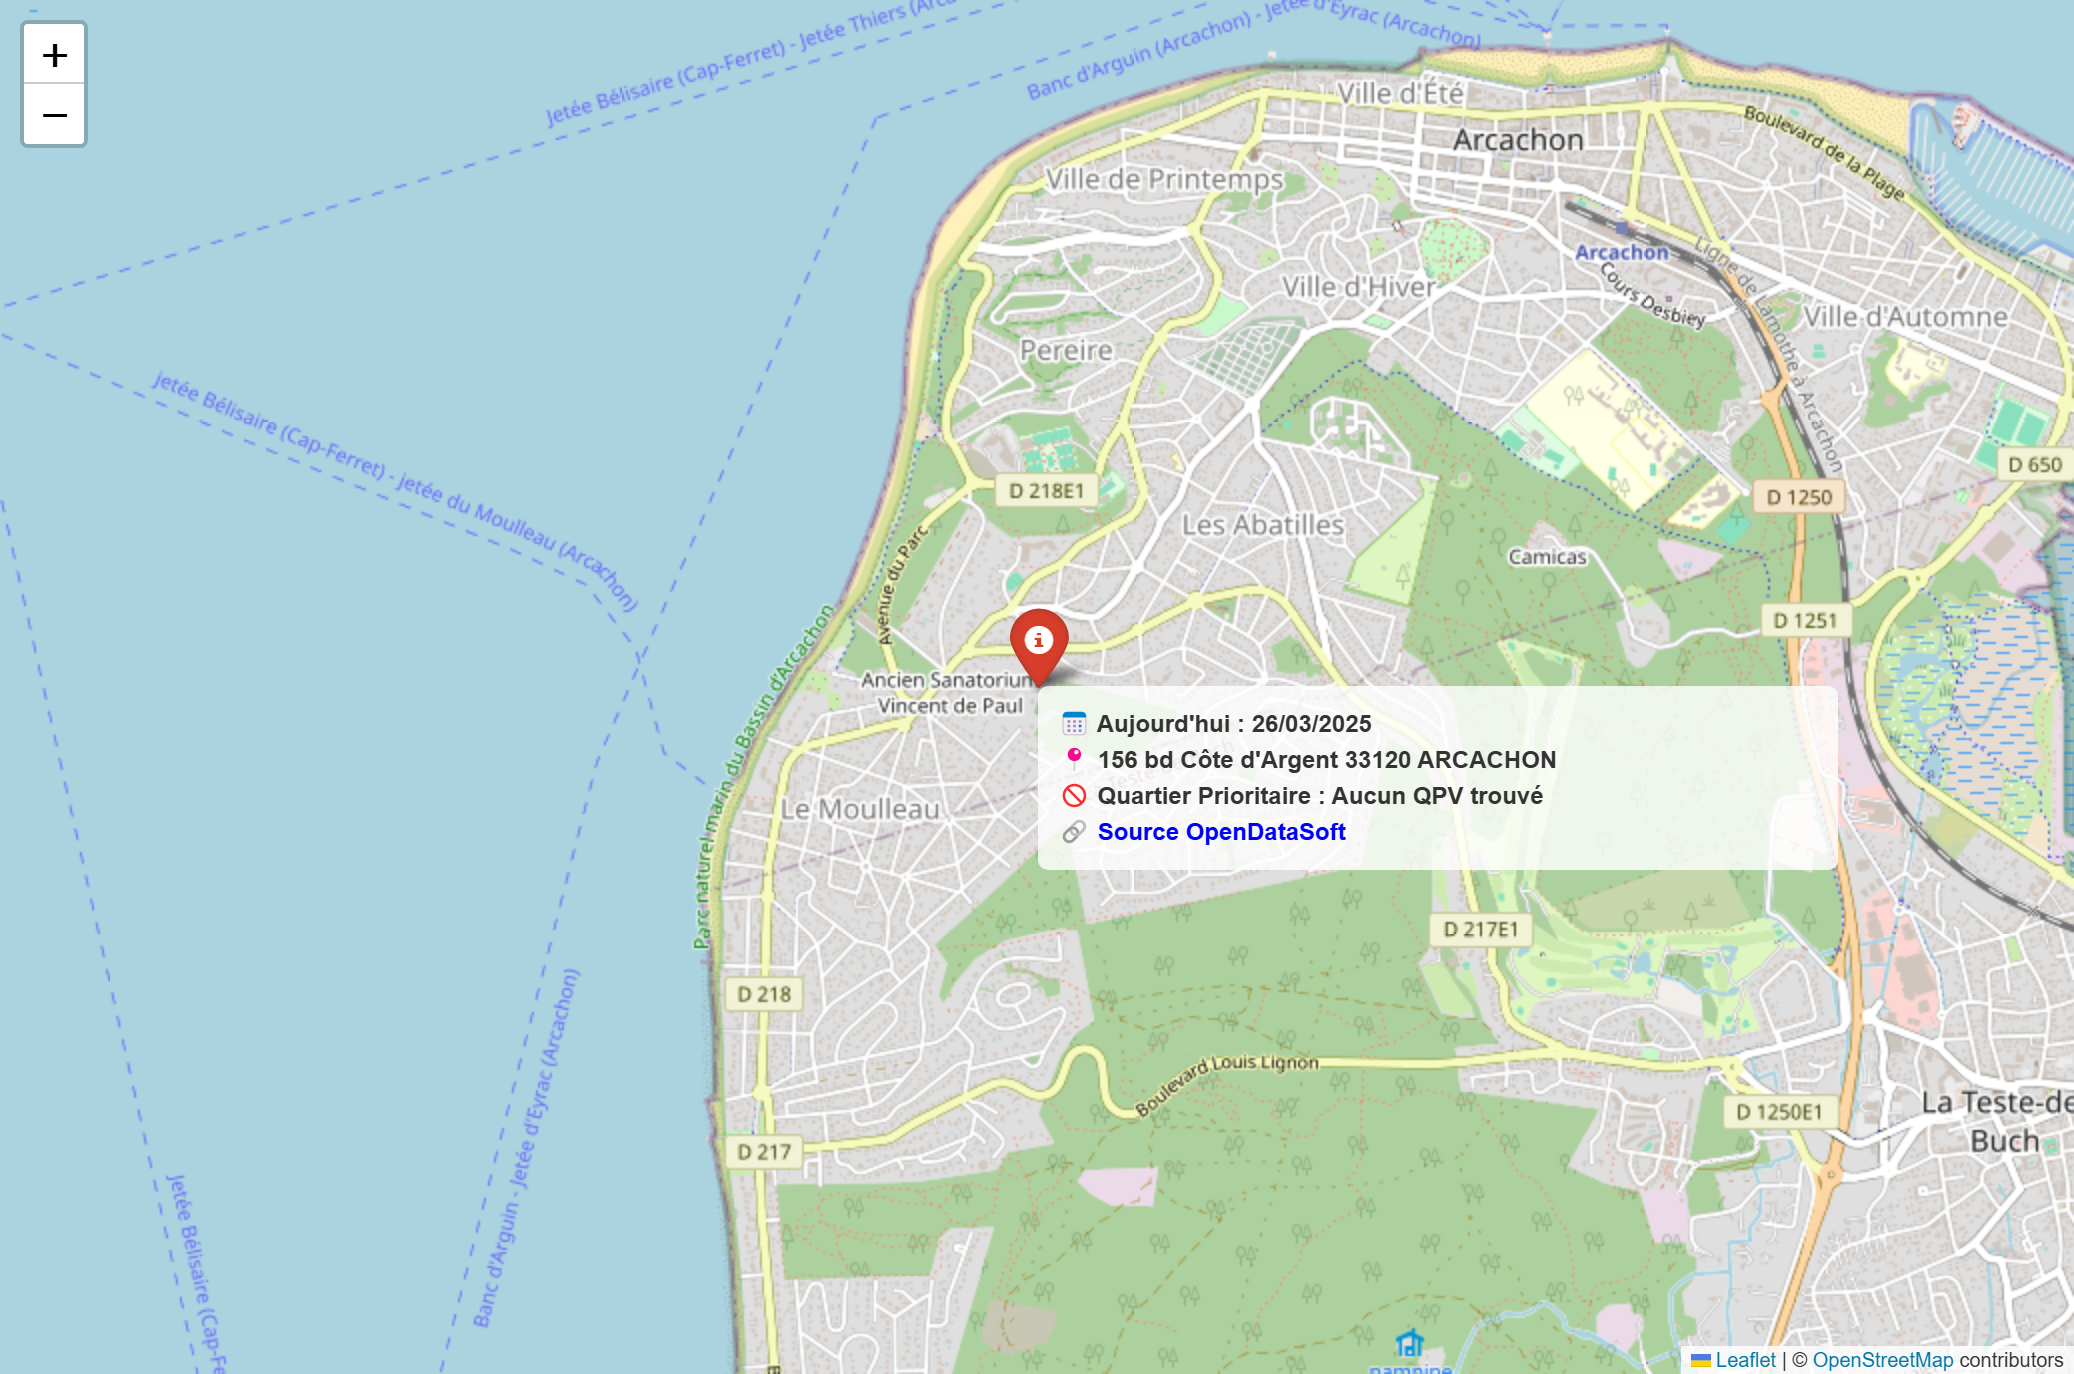 +
−
Jetée Bélisaire (Cap-Ferret) - Jetée Thiers
Banc d'Arguin (Arcachon) - Jetée d'Eyrac (Arcachon)
Ville d'Été
Arcachon
Boulevard de la Plage
Ville de Printemps
Arcachon
Ligne de Lamothe à Arcachon
Cours Desbiey
Ville d'Hiver
Ville d'Automne
Pereire
jetée Bélisaire (Cap-Ferret) - jetée du Moulleau (Arcachon)
D 650
D 218E1
D 1250
Les Abatilles
Camicas
Avenue du Parc
D 1251
Parc naturel marin du Bassin d'Arcachon
Ancien Sanatorium
Vincent de Paul
Aujourd'hui : 26/03/2025
156 bd Côte d'Argent 33120 ARCACHON
Quartier Prioritaire : Aucun QPV trouvé
Source OpenDataSoft
Le Moulleau
D 217E1
D 218
Banc d'Arguin - Jetée d'Eyrac (Arcachon)
Boulevard Louis Lignon
D 1250E1
La Teste-de
Buch
D 217
Jetée Bélisaire (Cap-Fe
Leaflet | © OpenStreetMap contributors